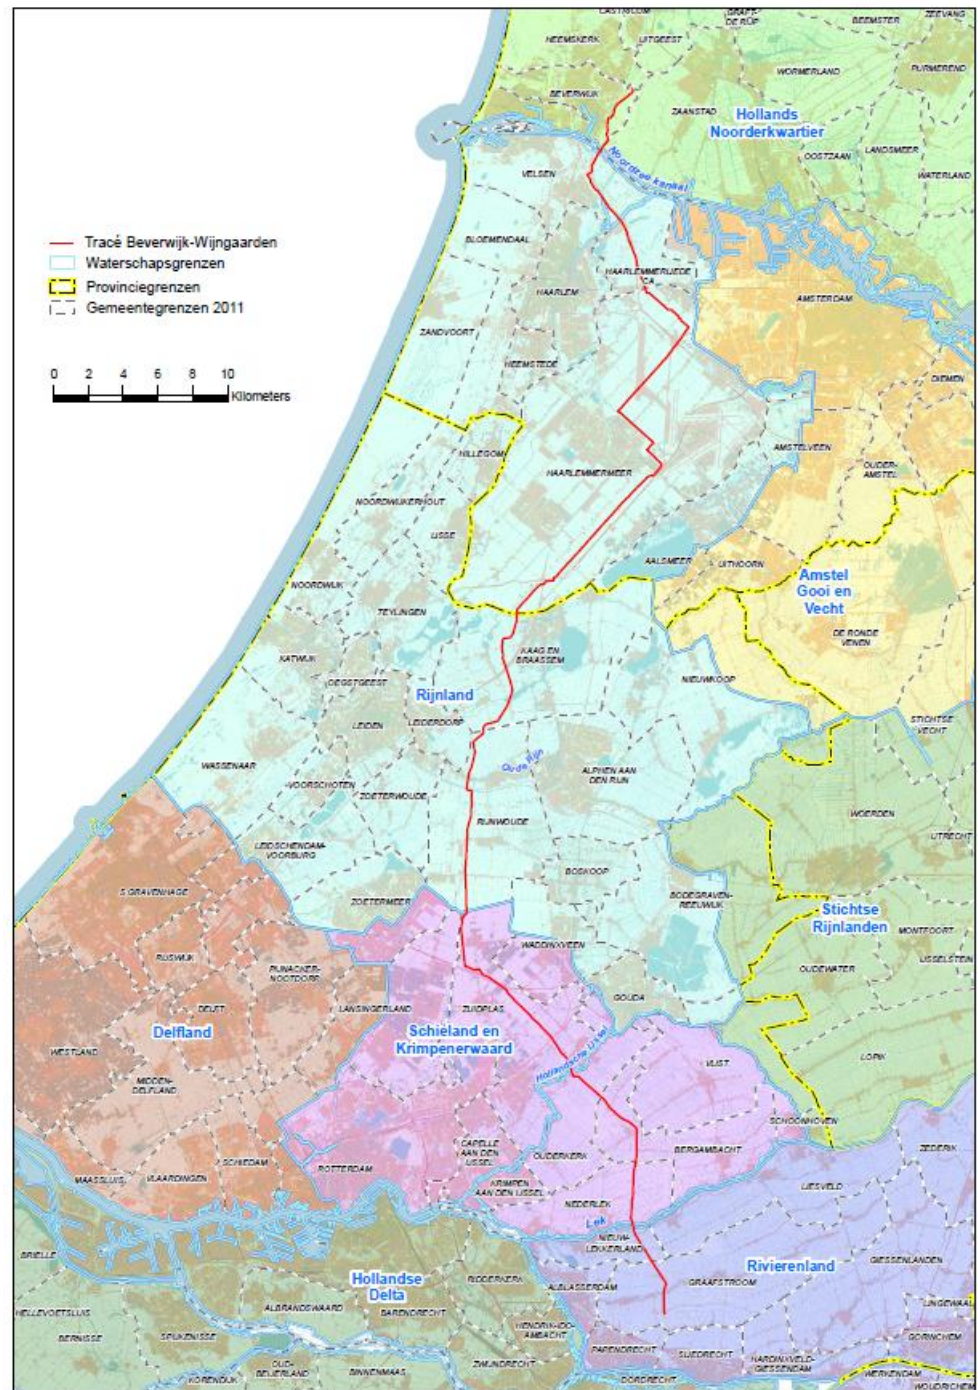 CASTRICUM
GRAFT-
DE RIJP
BEEMSTER
ZEEVANG
HEEMSKERK
UITGEEST
WORMERLAND
PURMEREND
BEVERWIJK
ZAANSTAD
Hollands
Noorderkwartier
OOSTZAAN
LANDSMEER
WATERLAND
Noordzee kanaal
VELSEN
BLOEMENDAAL
HAARLEMMERLIEDE
CA
HAARLEM
AMSTERDAM
Tracé Beverwijk-Wijngaarden
Waterschapsgrenzen
Provinciegrenzen
Gemeentegrenzen 2011
ZANDVOORT
HEEMSTEDE
DIEMEN
0 2 4 6 8 10
Kilometers
HILLEGOM
HAARLEMMERMEER
AMSTELVEEN
OUDER-
AMSTEL
NOORDWIJKERHOUT
LISSE
AALSMEER
UITHOORN
NOORDWIJK
TEYLINGEN
Amstel
Gooi en
Vecht
DE RONDE
VENEN
KATWIJK
KAAG EN
BRAASSEM
OEGSTGEEST
Rijnland
NIEUWKOOP
LEIDEN
LEIDERDORP
STICHTSE
VECHT
WASSENAAR
Oude Rijn
ALPHEN AAN
DEN RIJN
VOORSCHOTEN
ZOETERWOUDE
RIJNWOUDE
WOERDEN
UTRECHT
LEIDSCHENDAM-
VOORBURG
BOSKOOP
S GRAVENHAGE
ZOETERMEER
BODEGRAVEN-
REEUWIJK
Stichtse
Rijnlanden
MONTFOORT
IJSSELSTEIN
WADDINXVEEN
RIJSWIJK
PIJNACKER-
NOOTDORP
OUDEWATER
DELFT
LANSINGERLAND
ZUIDPLAS
GOUDA
Delfland
Schieland en
Krimpenerwaard
WESTLAND
Hollandsche IJssel
VLIST
LOPIK
MIDDEN-
DELFLAND
SCHOONHOVEN
CAPELLE
AAN DEN
IJSSEL
OUDERKERK
BERGAMBACHT
ZEDERIK
SCHIEDAM
ROTTERDAM
MAASSLUIS
VLAARDINGEN
KRIMPEN
AAN DEN IJSSEL
NEDERLEK
LIESVELD
Lek
NIEUW-
LEKKERLAND
BRIELLE
Hollandse
Delta
RIDDERKERK
ALBLASSERDAM
GRAAFSTROOM
Rivierenland
GIESSENLANDEN
HELLEVOETSLUIS
ALBRANDSWAARD
BARENDRECHT
LINGEWAAL
BERNISSE
SPIJKENISSE
HENDRIK-IDO-
AMBACHT
GORINCHEM
PAPENDRECHT
SLIEDRECHT
HARDINXVELD-
GIESSENDAM
OUD-
BEIJERLAND
BINNENMAAS
ZWIJNDRECHT
KORENDIJK
DORDRECHT
WERKENDAM
WOUDRICHEM